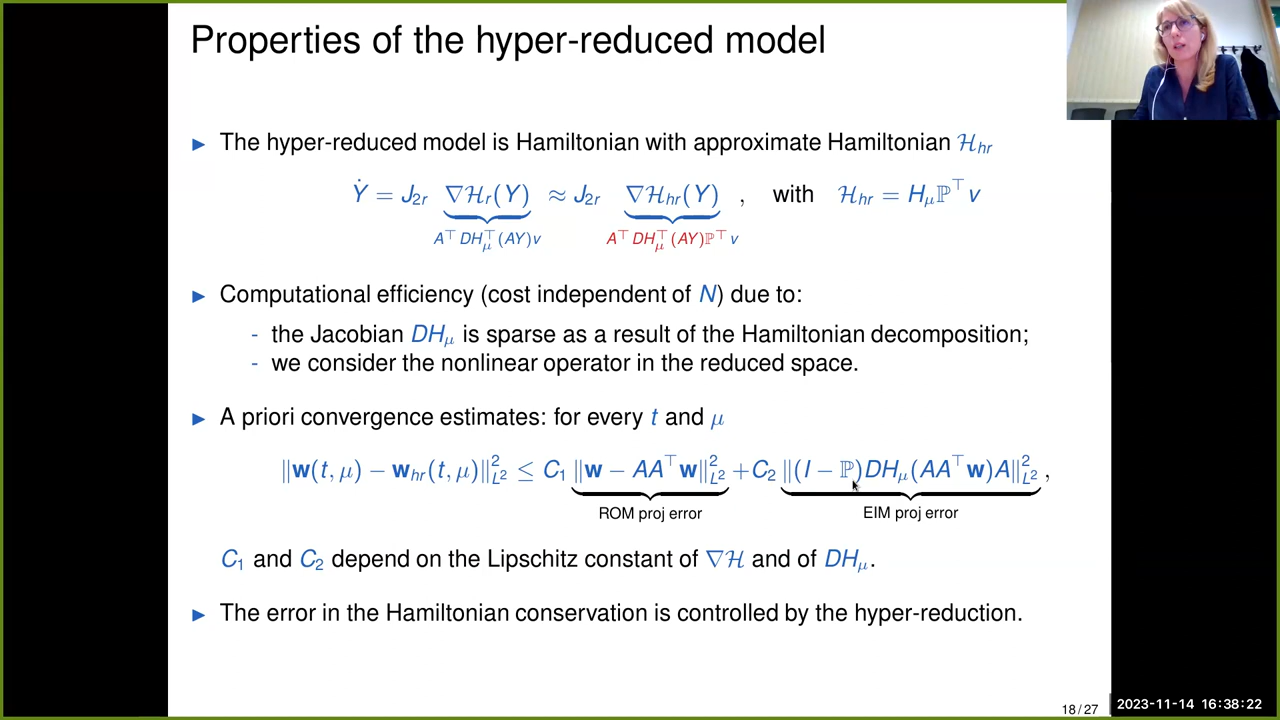 Properties of the hyper-reduced model
► The hyper-reduced model is Hamiltonian with approximate Hamiltonian ℋ_hr
Ẏ = J_2r ∇ℋ_r(Y) ≈ J_2r ∇ℋ_hr(Y) , with ℋ_hr = H_μ ℙ^⊤ v
A^⊤ DH_μ^⊤(AY)v A^⊤ DH_μ^⊤(AY)ℙ^⊤ v
► Computational efficiency (cost independent of N) due to:
- the Jacobian DH_μ is sparse as a result of the Hamiltonian decomposition;
- we consider the nonlinear operator in the reduced space.
► A priori convergence estimates: for every t and μ
‖w(t, μ) − w_hr(t, μ)‖²_L² ≤ C_1 ‖w − AA^⊤w‖²_L² + C_2 ‖(I − ℙ)DH_μ(AA^⊤w)A‖²_L² ,
ROM proj error EIM proj error
C_1 and C_2 depend on the Lipschitz constant of ∇ℋ and of DH_μ.
► The error in the Hamiltonian conservation is controlled by the hyper-reduction.
18 / 27
2023-11-14 16:38:22